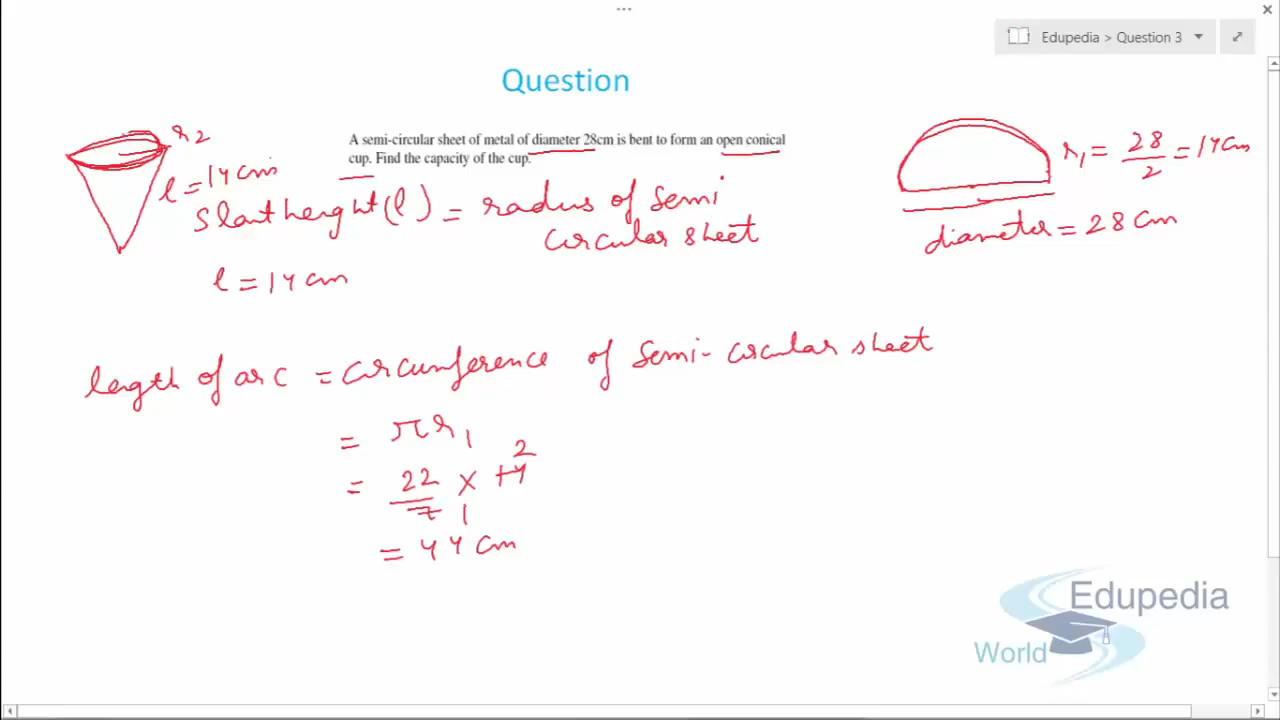 Edupedia > Question 3
Question
A semi-circular sheet of metal of diameter 28cm is bent to form an open conical
cup. Find the capacity of the cup.
r2
l = 14 cm
r1 = 28/2 = 14 cm
diameter = 28 cm
Slant height (l) = radius of semi
circular sheet
l = 14 cm
length of arc = circumference of semi-circular sheet
= πr1
= 22/7 × 14 2
1
= 44 cm
Edupedia
World